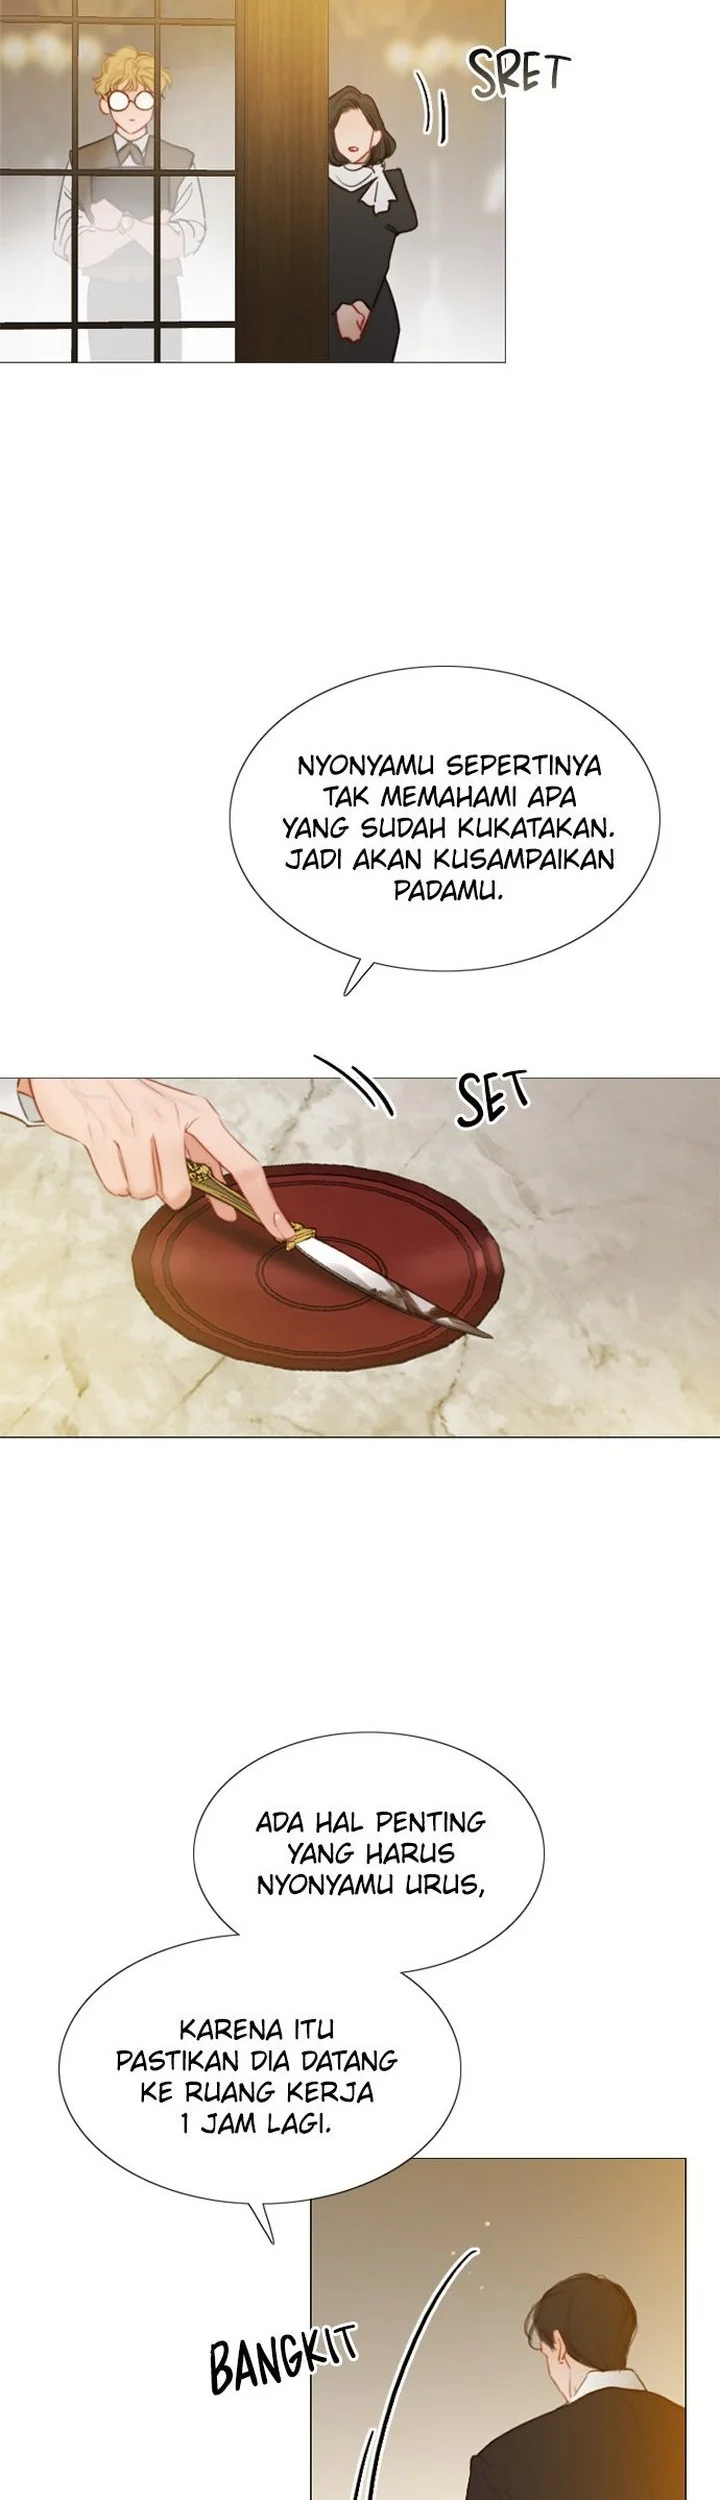 SRET
NYONYAMU SEPERTINYA
TAK MEMAHAMI APA
YANG SUDAH KUKATAKAN.
JADI AKAN KUSAMPAIKAN
PADAMU.
SET
ADA HAL PENTING
YANG HARUS
NYONYAMU URUS,
KARENA ITU
PASTIKAN DIA DATANG
KE RUANG KERJA
1 JAM LAGI.
BANGKIT